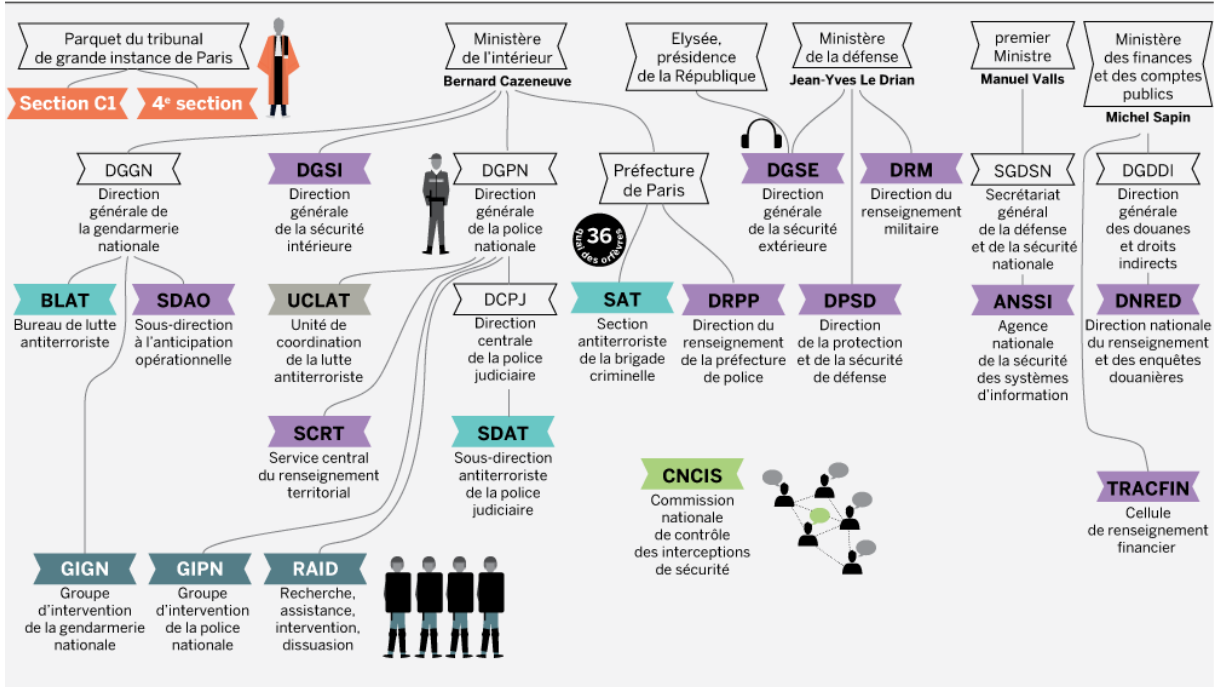 Parquet du tribunal
de grande instance de Paris
Section C1
4e section
Ministère
de l'intérieur
Bernard Cazeneuve
Elysée,
présidence
de la République
Ministère
de la défense
Jean-Yves Le Drian
premier
Ministre
Manuel Valls
Ministère
des finances
et des comptes
publics
Michel Sapin
DGGN
Direction
générale de
la gendarmerie
nationale
DGSI
Direction
générale
de la sécurité
intérieure
DGPN
Direction
générale
de la police
nationale
Préfecture
de Paris
DGSE
Direction
générale
de la sécurité
extérieure
DRM
Direction du
renseignement
militaire
SGDSN
Secrétariat
général
de la défense
et de la sécurité
nationale
DGDDI
Direction
générale
des douanes
et droits
indirects
36
quai des orfèvres
BLAT
Bureau de lutte
antiterroriste
SDAO
Sous-direction
à l'anticipation
opérationnelle
UCLAT
Unité de
coordination
de la lutte
antiterroriste
DCPJ
Direction
centrale
de la police
judiciaire
SAT
Section
antiterroriste
de la brigade
criminelle
DRPP
Direction du
renseignement
de la préfecture
de police
DPSD
Direction
de la protection
et de la sécurité
de défense
ANSSI
Agence
nationale
de la sécurité
des systèmes
d'information
DNRED
Direction nationale
du renseignement
et des enquêtes
douanières
SCRT
Service central
du renseignement
territorial
SDAT
Sous-direction
antiterroriste
de la police
judiciaire
CNCIS
Commission
nationale
de contrôle
des interceptions
de sécurité
TRACFIN
Cellule
de renseignement
financier
GIGN
Groupe
d'intervention
de la gendarmerie
nationale
GIPN
Groupe
d'intervention
de la police
nationale
RAID
Recherche,
assistance,
intervention,
dissuasion